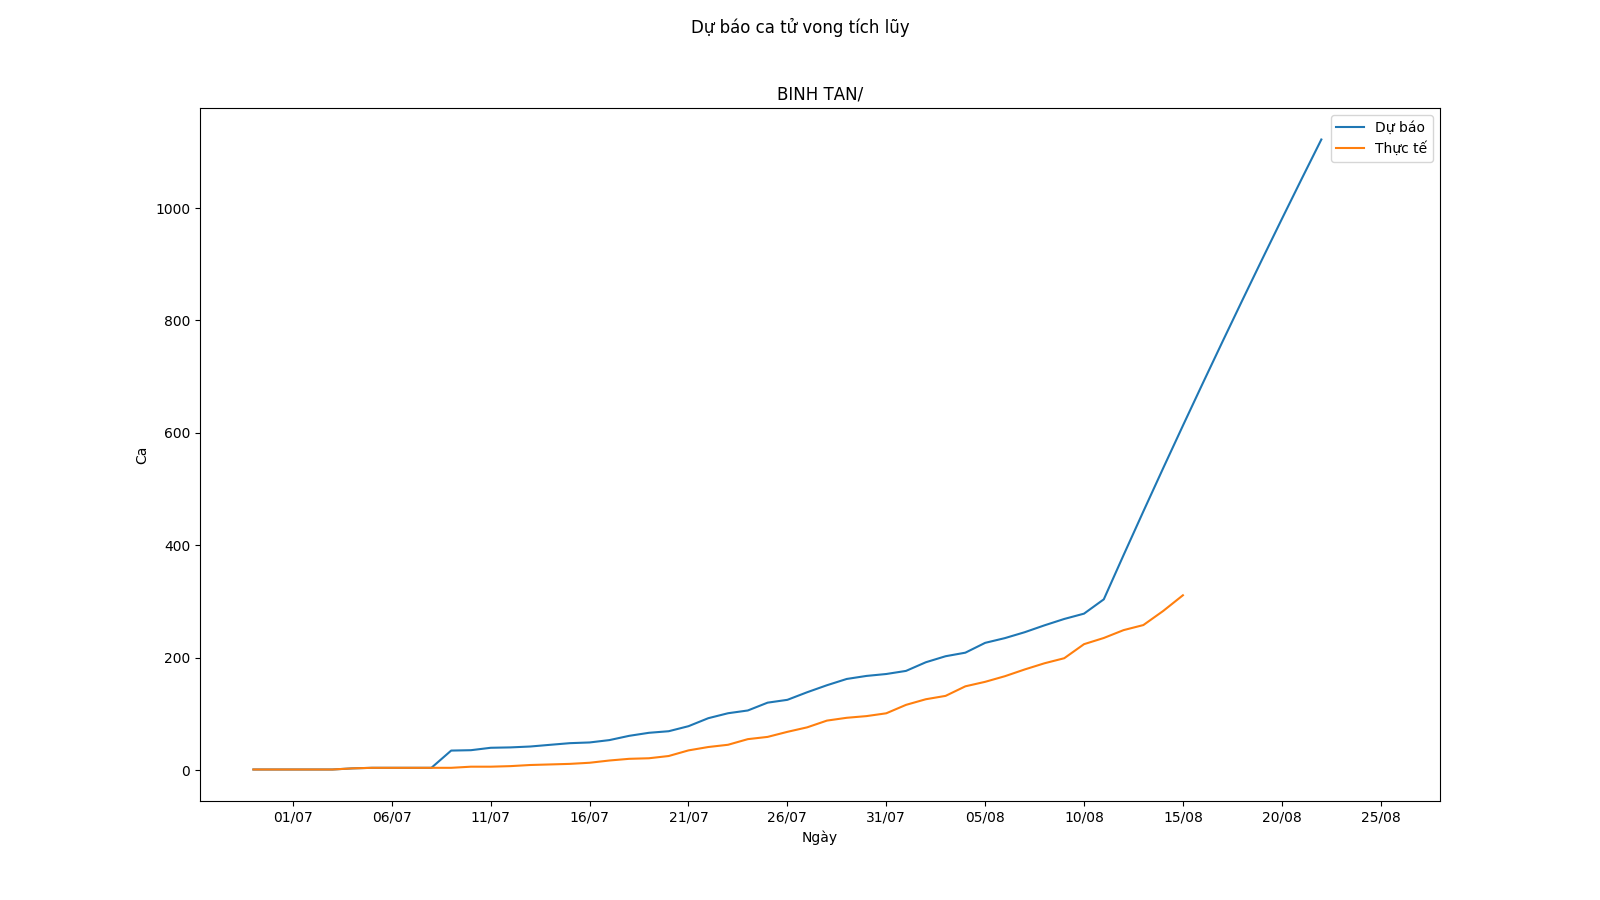 Dự báo ca tử vong tích lũy
BINH TAN/
Dự báo
Thực tế
1000
800
600
400
200
0
Ca
01/07 06/07 11/07 16/07 21/07 26/07 31/07 05/08 10/08 15/08 20/08 25/08
Ngày